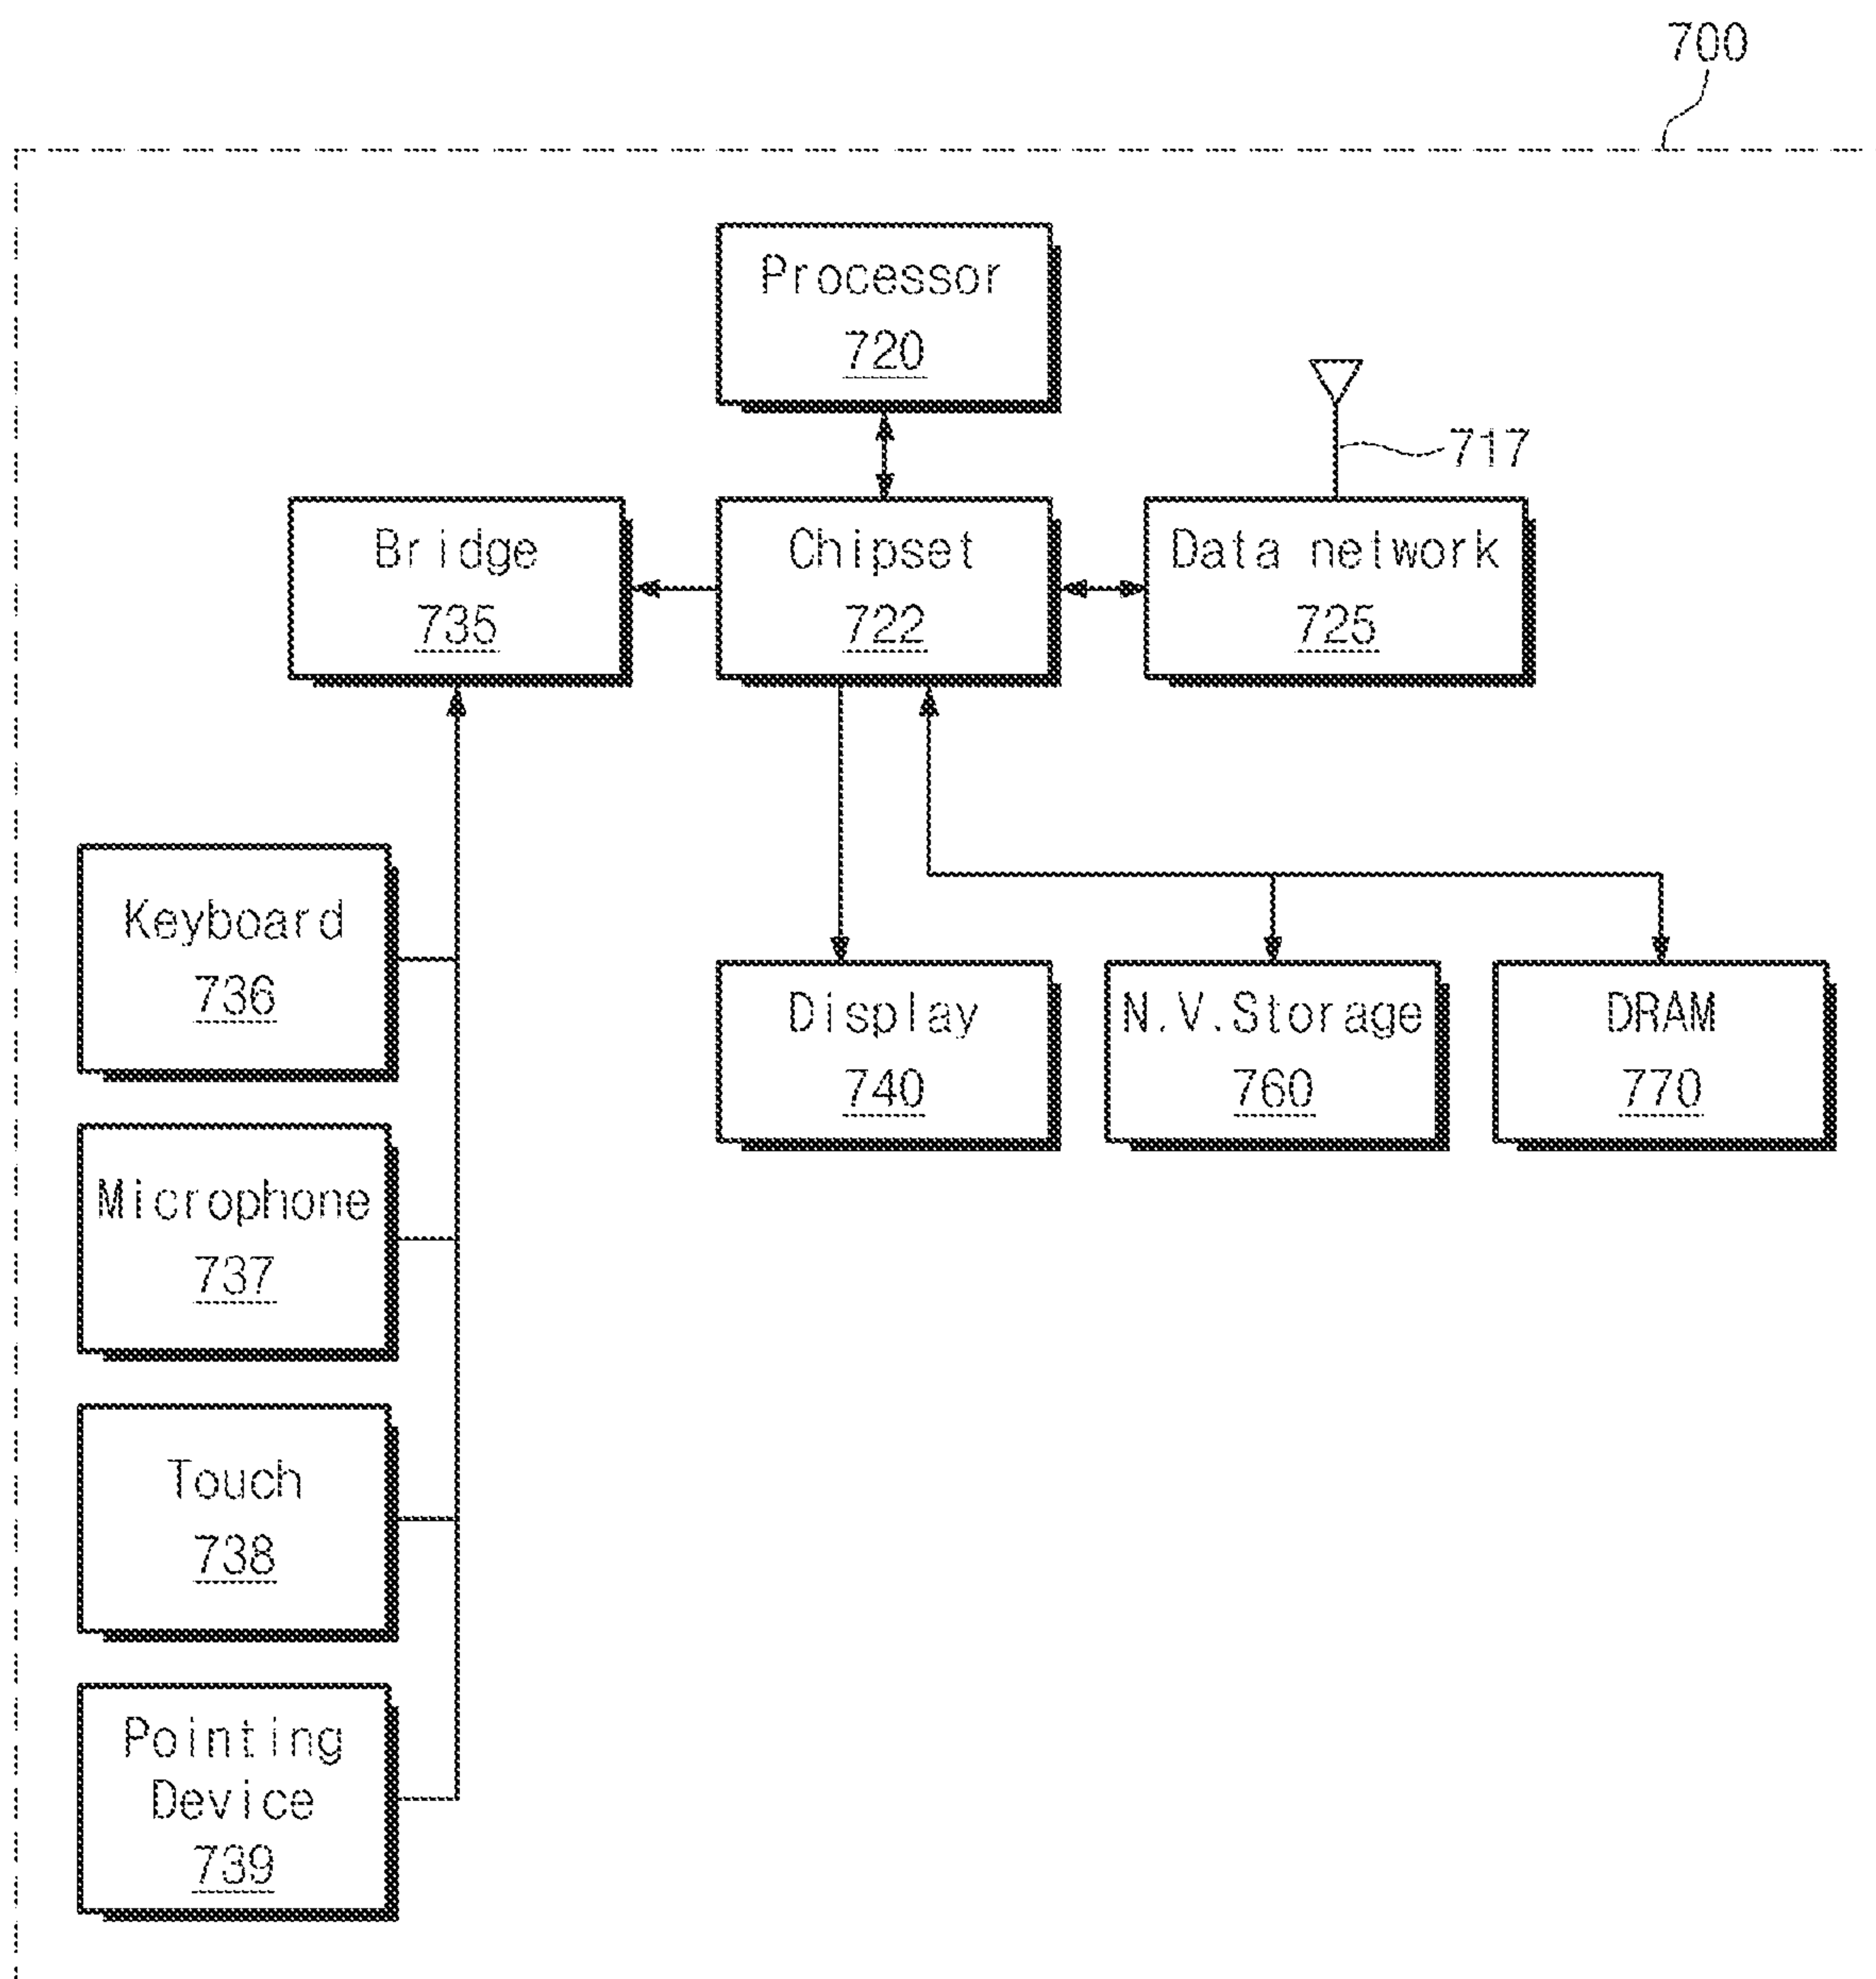 700
Processor
720
717
Bridge
735
Chipset
722
Data network
725
Keyboard
736
Display
740
N.V.Storage
760
DRAM
770
Microphone
737
Touch
738
Pointing
Device
739